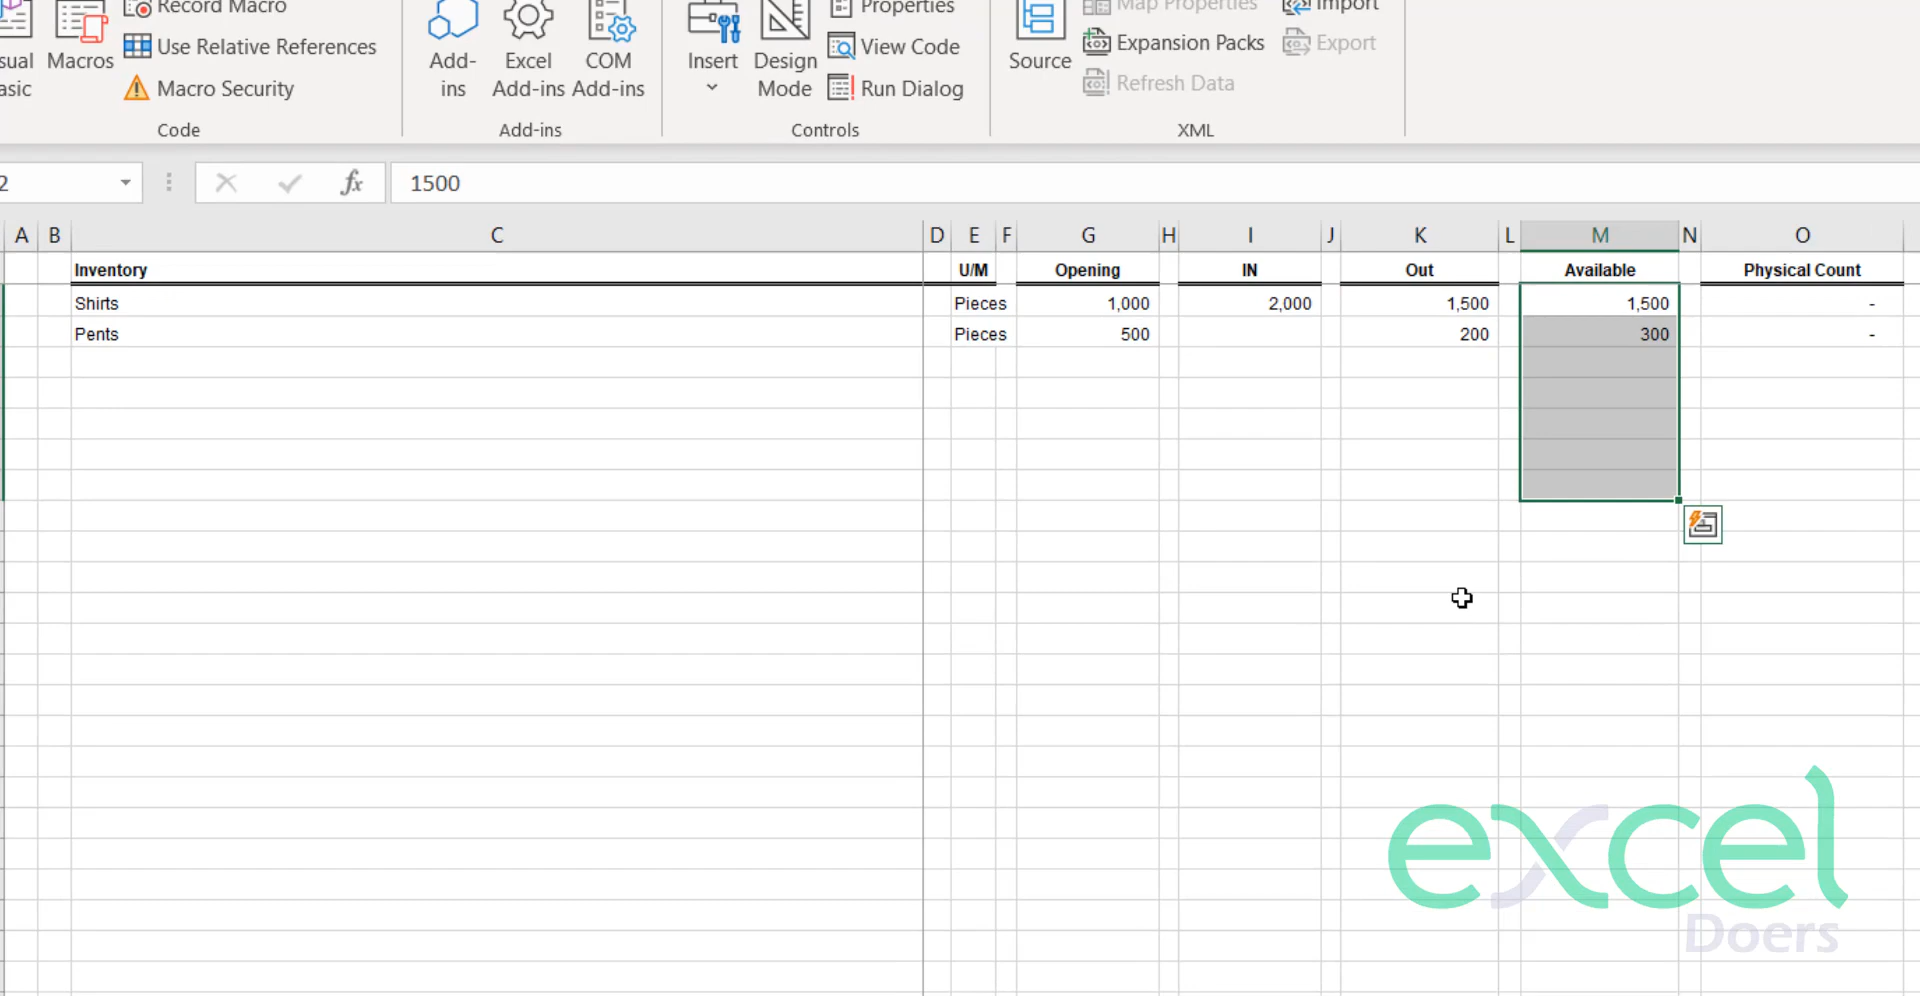 Record Macro
Properties
Map Properties
Import
sual
asic
Macros
Use Relative References
Macro Security
Code
Add-
ins
Excel
Add-ins
COM
Add-ins
Add-ins
Insert
Design
Mode
View Code
Run Dialog
Controls
Source
Expansion Packs
Export
Refresh Data
XML
2
fx
1500
A B C D E F G H I J K L M N O
Inventory U/M Opening IN Out Available Physical Count
Shirts Pieces 1,000 2,000 1,500 1,500 -
Pents Pieces 500 200 300 -
excel
Doers